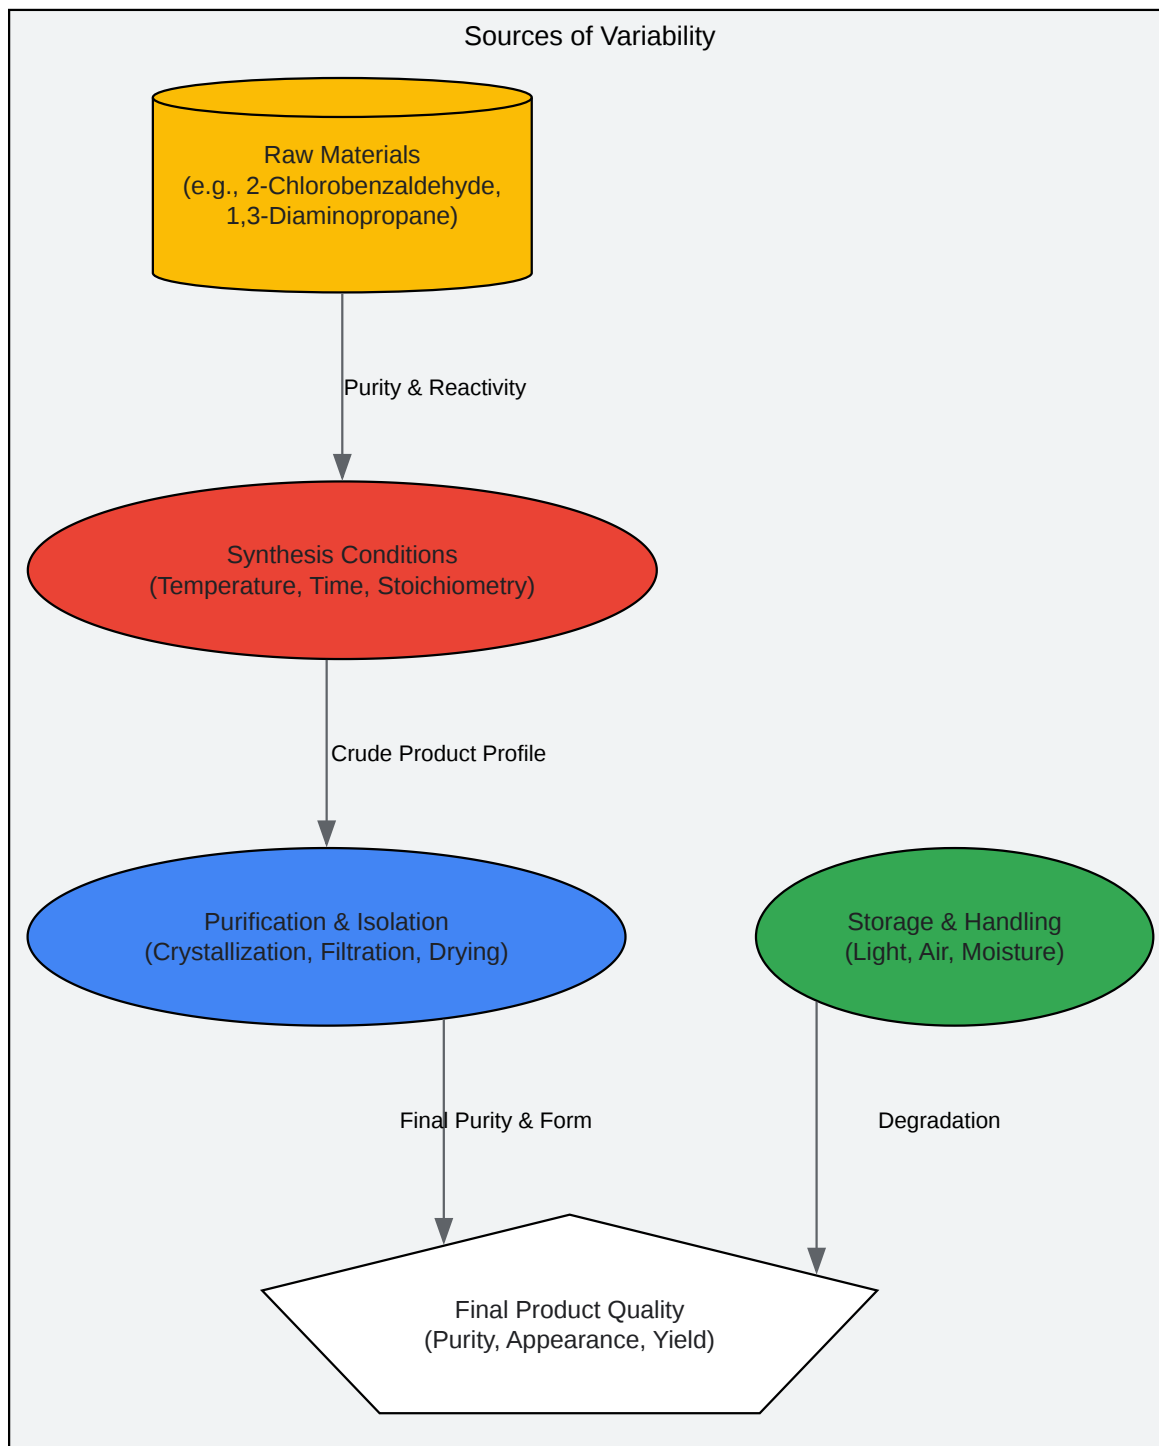 Sources of Variability
Raw Materials
(e.g., 2-Chlorobenzaldehyde,
1,3-Diaminopropane)
Purity & Reactivity
Synthesis Conditions
(Temperature, Time, Stoichiometry)
Crude Product Profile
Purification & Isolation
(Crystallization, Filtration, Drying)
Storage & Handling
(Light, Air, Moisture)
Final Purity & Form
Degradation
Final Product Quality
(Purity, Appearance, Yield)